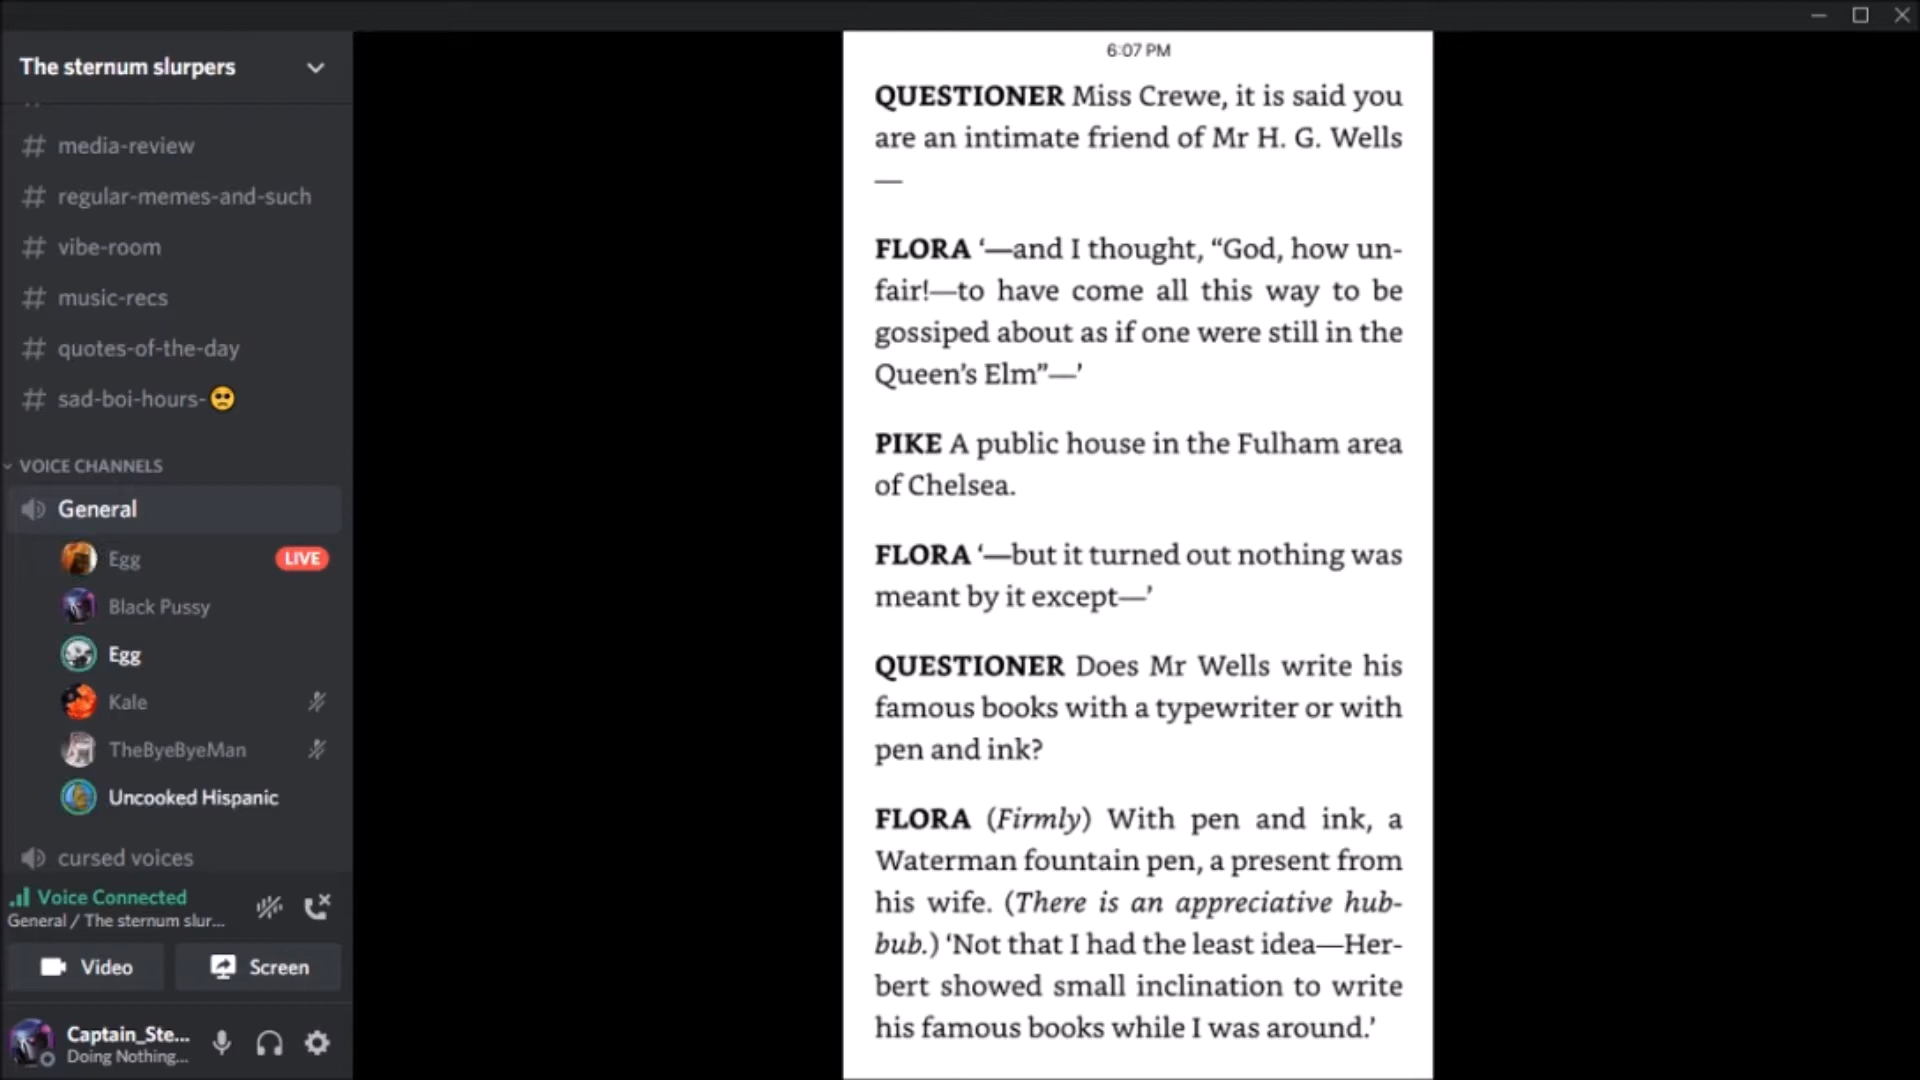 The sternum slurpers
# media-review
# regular-memes-and-such
# vibe-room
# music-recs
# quotes-of-the-day
# sad-boi-hours-🥺
VOICE CHANNELS
General
Egg LIVE
Black Pussy
Egg
Kale
TheByeByeMan
Uncooked Hispanic
cursed voices
Voice Connected
General / The sternum slur...
Video Screen
Captain_Ste...
Doing Nothing...
6:07 PM
QUESTIONER Miss Crewe, it is said you
are an intimate friend of Mr H. G. Wells
—
FLORA ‘—and I thought, “God, how un-
fair!—to have come all this way to be
gossiped about as if one were still in the
Queen’s Elm”—’
PIKE A public house in the Fulham area
of Chelsea.
FLORA ‘—but it turned out nothing was
meant by it except—’
QUESTIONER Does Mr Wells write his
famous books with a typewriter or with
pen and ink?
FLORA (Firmly) With pen and ink, a
Waterman fountain pen, a present from
his wife. (There is an appreciative hub-
bub.) ‘Not that I had the least idea—Her-
bert showed small inclination to write
his famous books while I was around.’